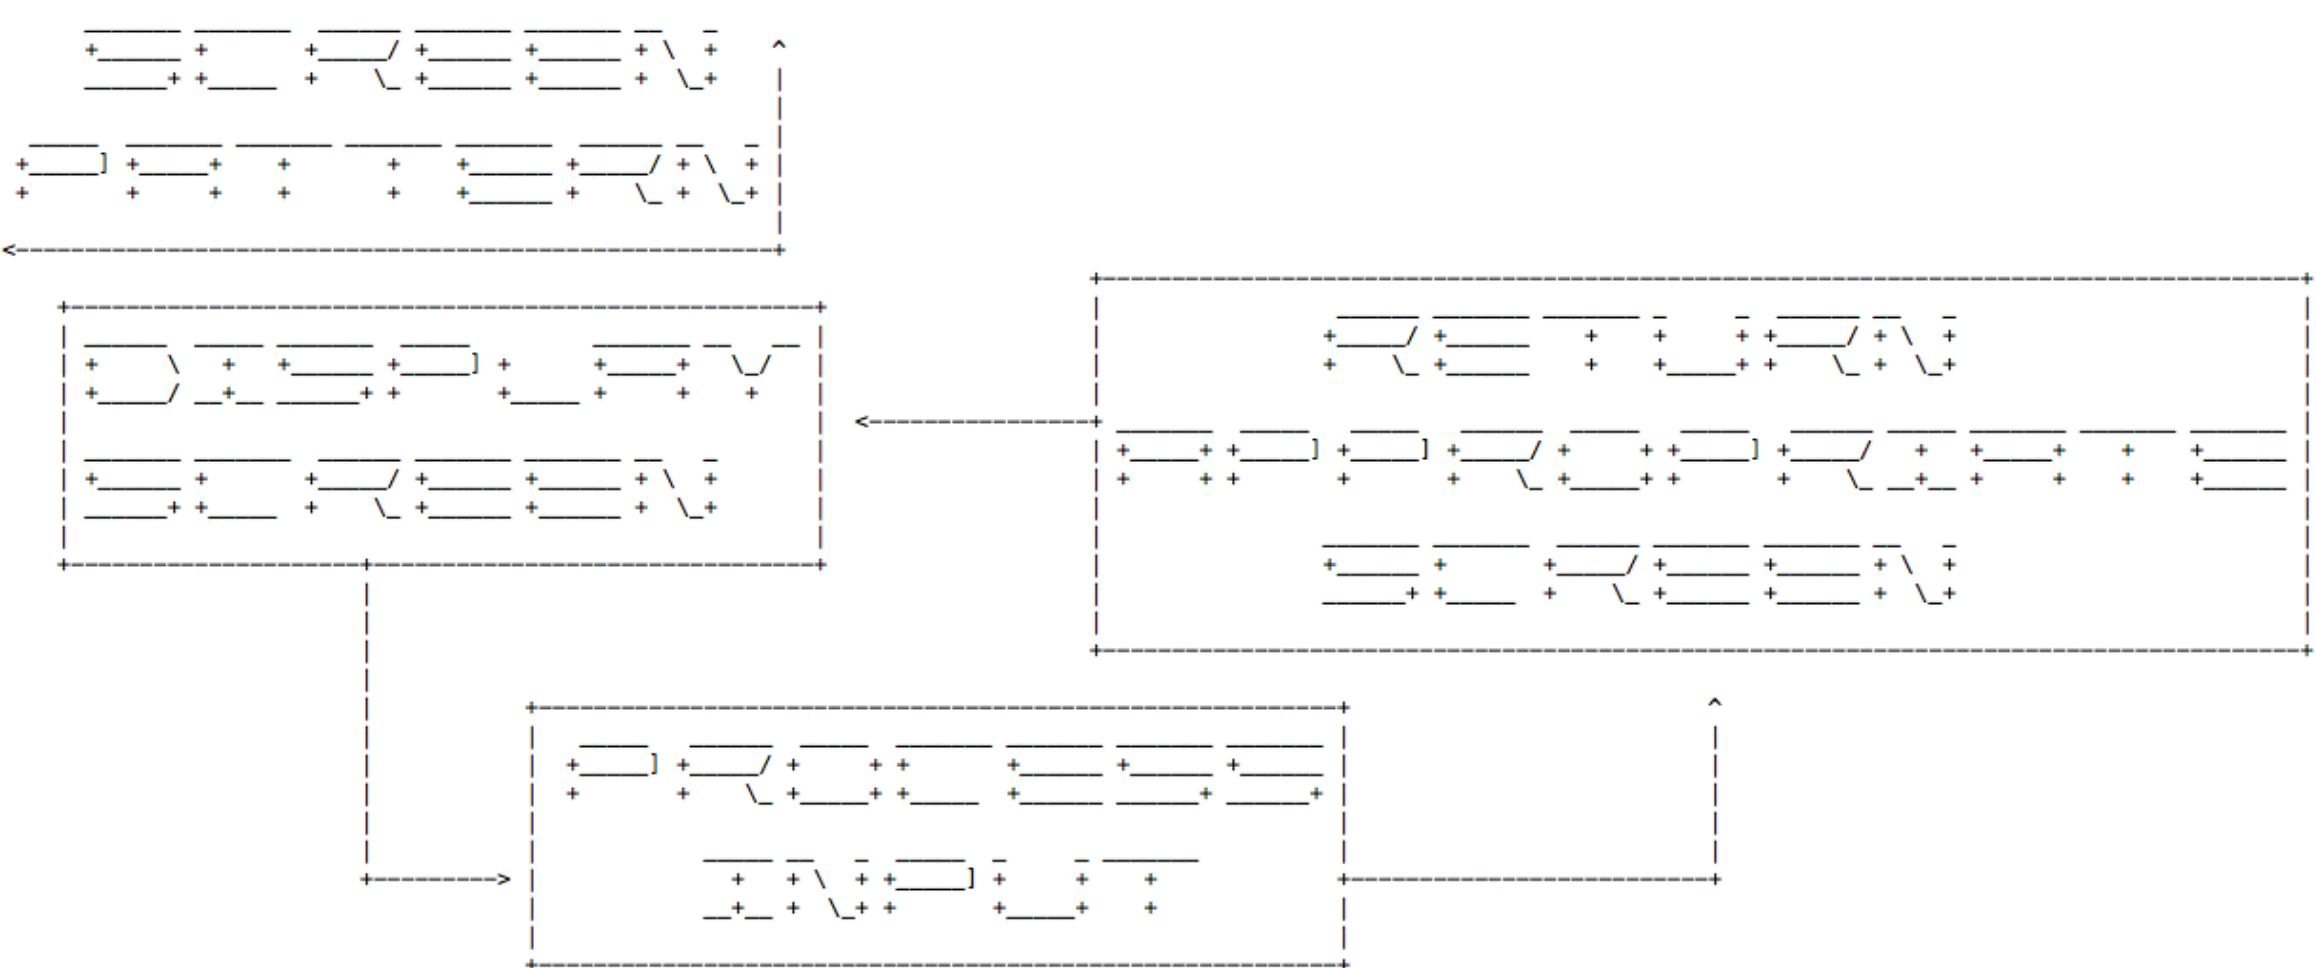 SCREEN
PATTERN
DISPLAY
SCREEN
RETURN
APPROPRIATE
SCREEN
PROCESS
INPUT